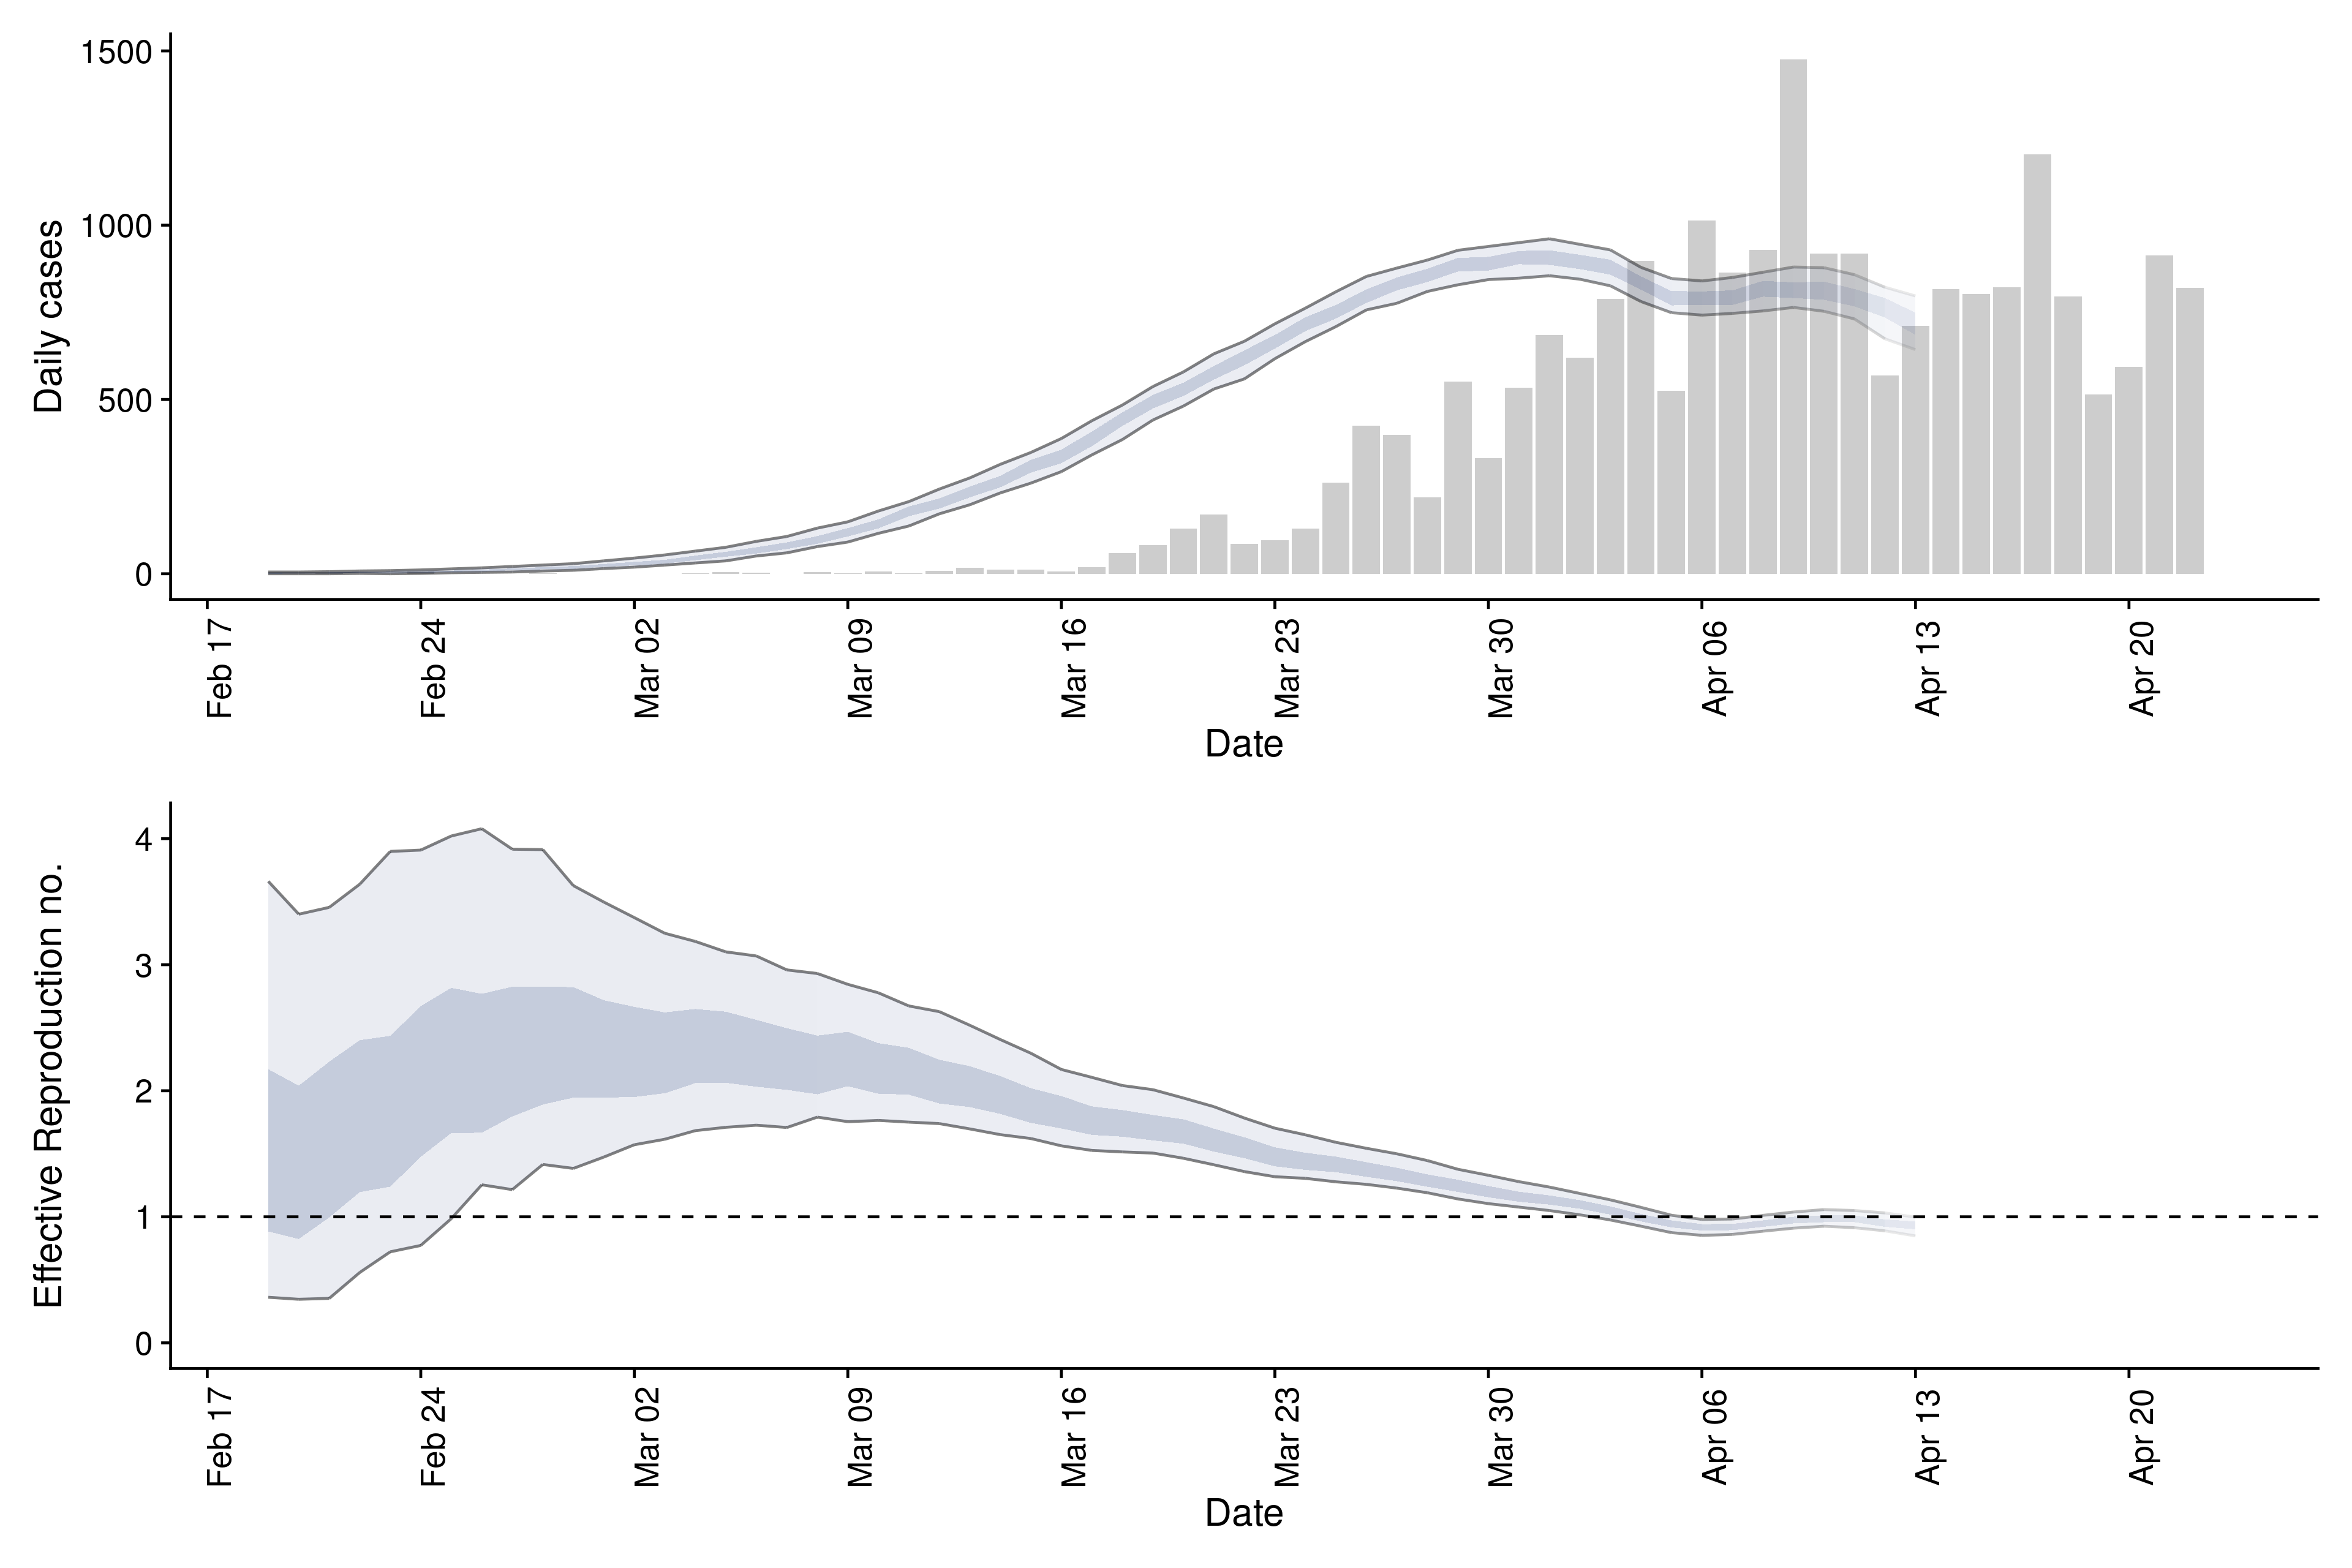 Daily cases
1500
1000
500
0
Feb 17
Feb 24
Mar 02
Mar 09
Mar 16
Mar 23
Mar 30
Apr 06
Apr 13
Apr 20
Date
Effective Reproduction no.
4
3
2
1
0
Feb 17
Feb 24
Mar 02
Mar 09
Mar 16
Mar 23
Mar 30
Apr 06
Apr 13
Apr 20
Date